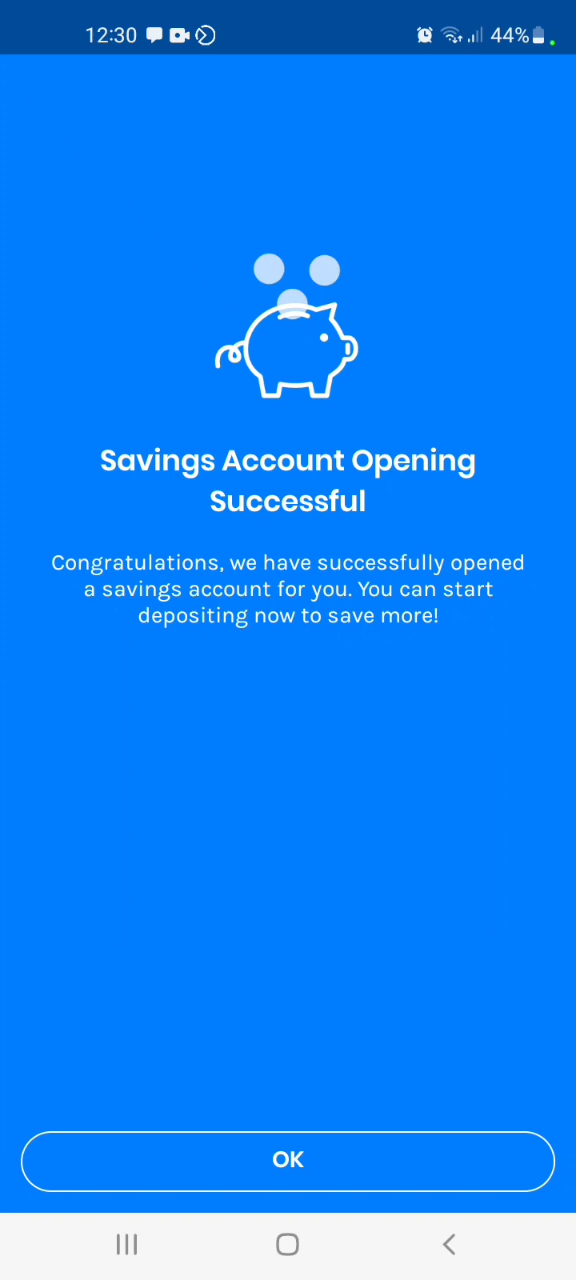 12:30
44%
Savings Account Opening
Successful
Congratulations, we have successfully opened
a savings account for you. You can start
depositing now to save more!
OK